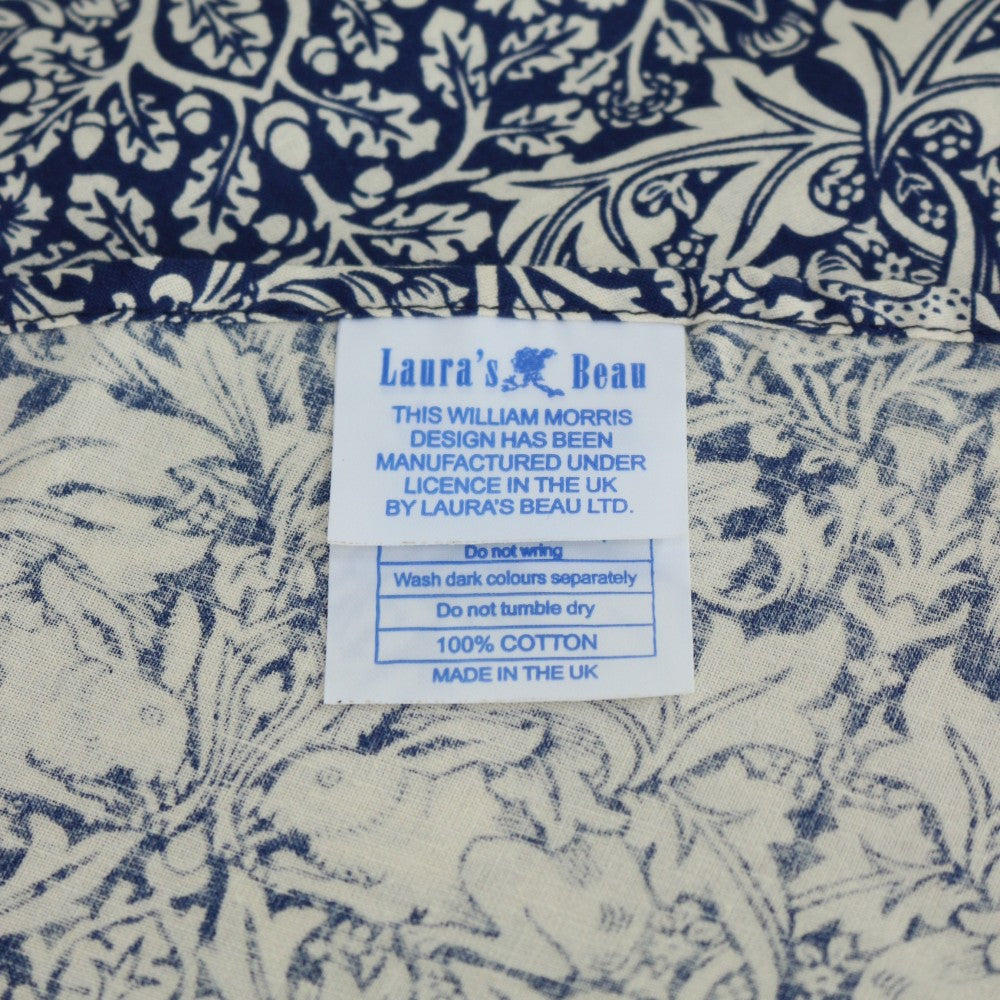 Laura's Beau
THIS WILLIAM MORRIS
DESIGN HAS BEEN
MANUFACTURED UNDER
LICENCE IN THE UK
BY LAURA'S BEAU LTD.
Do not wring
Wash dark colours separately
Do not tumble dry
100% COTTON
MADE IN THE UK